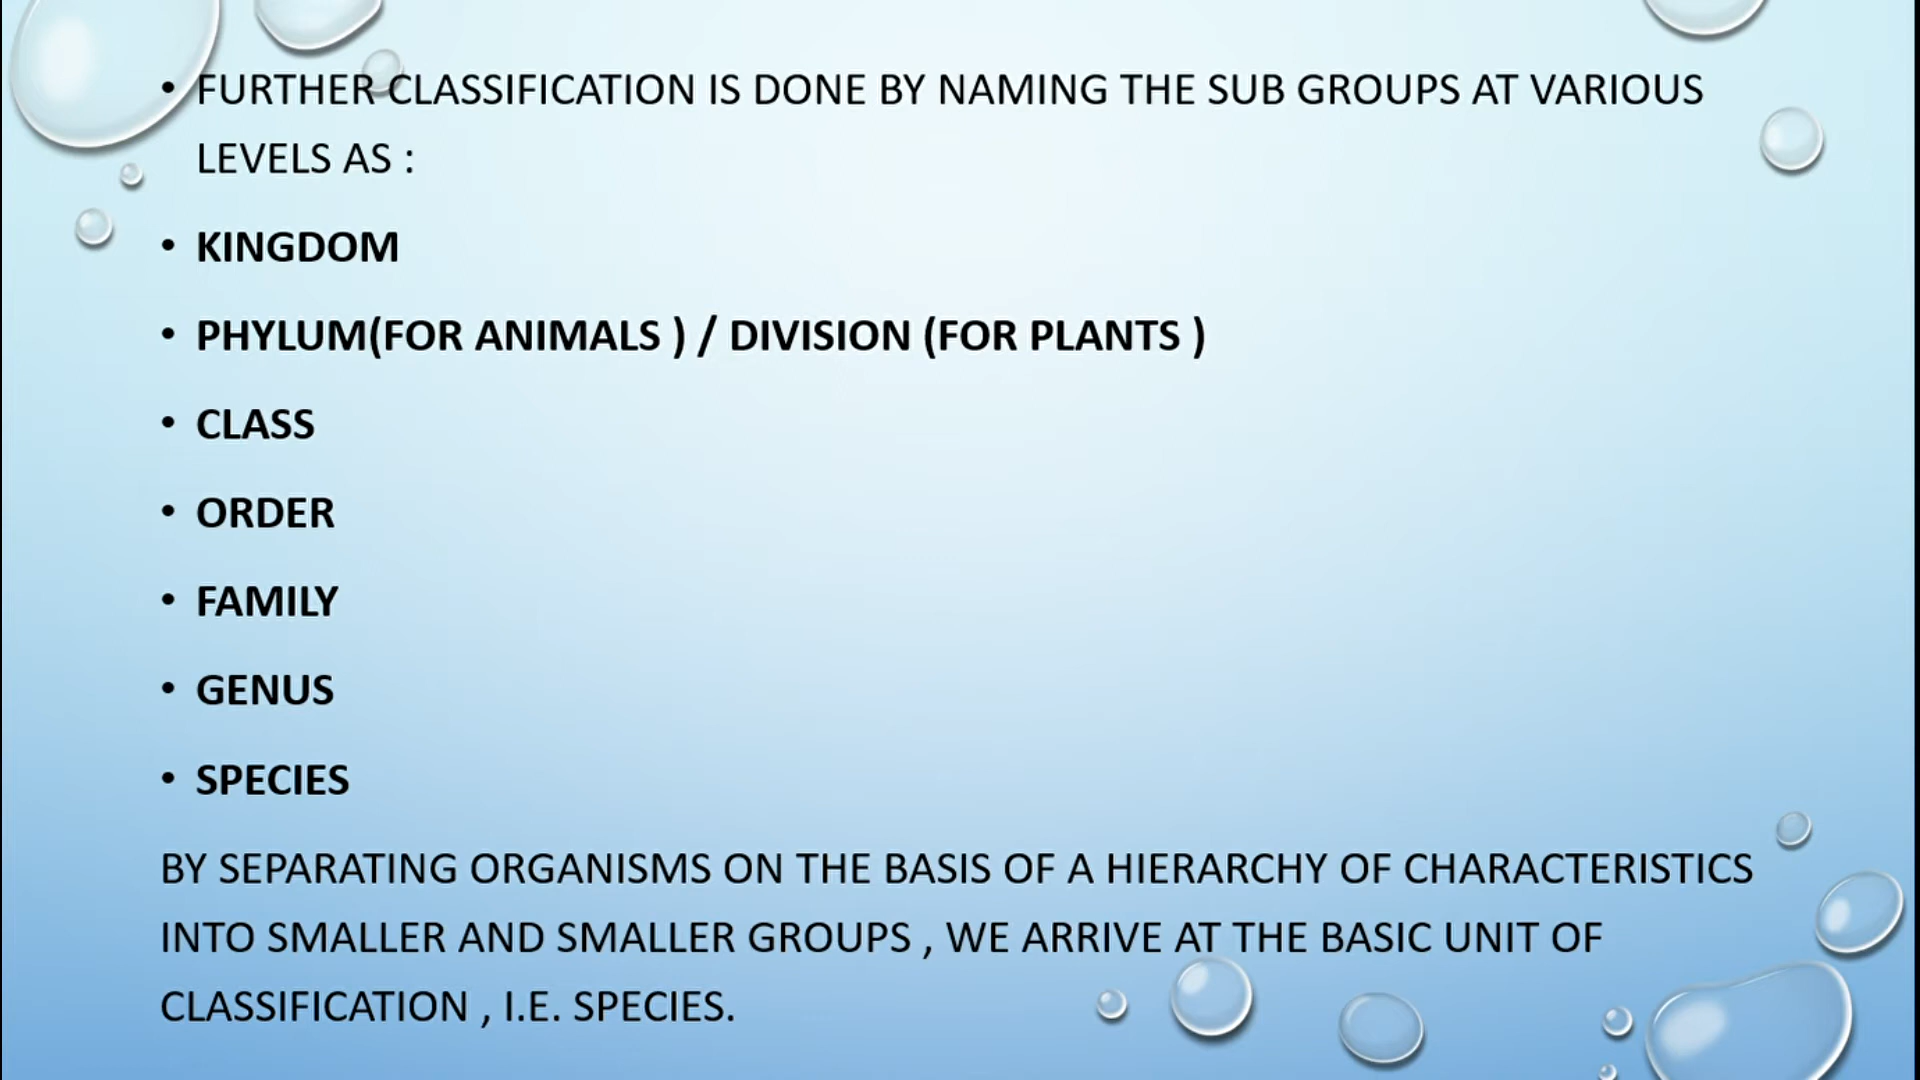 • FURTHER CLASSIFICATION IS DONE BY NAMING THE SUB GROUPS AT VARIOUS
LEVELS AS :
• KINGDOM
• PHYLUM(FOR ANIMALS ) / DIVISION (FOR PLANTS )
• CLASS
• ORDER
• FAMILY
• GENUS
• SPECIES
BY SEPARATING ORGANISMS ON THE BASIS OF A HIERARCHY OF CHARACTERISTICS
INTO SMALLER AND SMALLER GROUPS , WE ARRIVE AT THE BASIC UNIT OF
CLASSIFICATION , I.E. SPECIES.